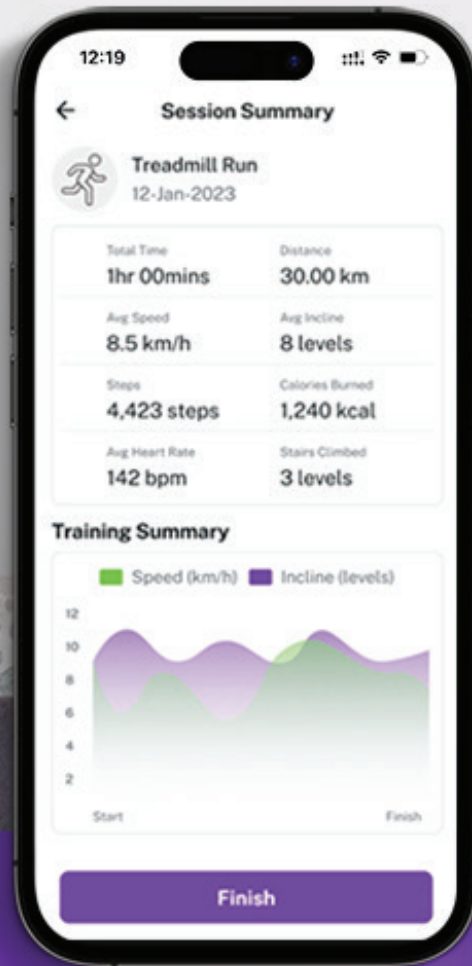 12:19
Session Summary
Treadmill Run
12-Jan-2023
Total Time Distance
1hr 00mins 30.00 km
Avg Speed Avg Incline
8.5 km/h 8 levels
Steps Calories Burned
4,423 steps 1,240 kcal
Avg Heart Rate Stairs Climbed
142 bpm 3 levels
Training Summary
Speed (km/h) Incline (levels)
12
10
8
6
4
2
Start Finish
Finish